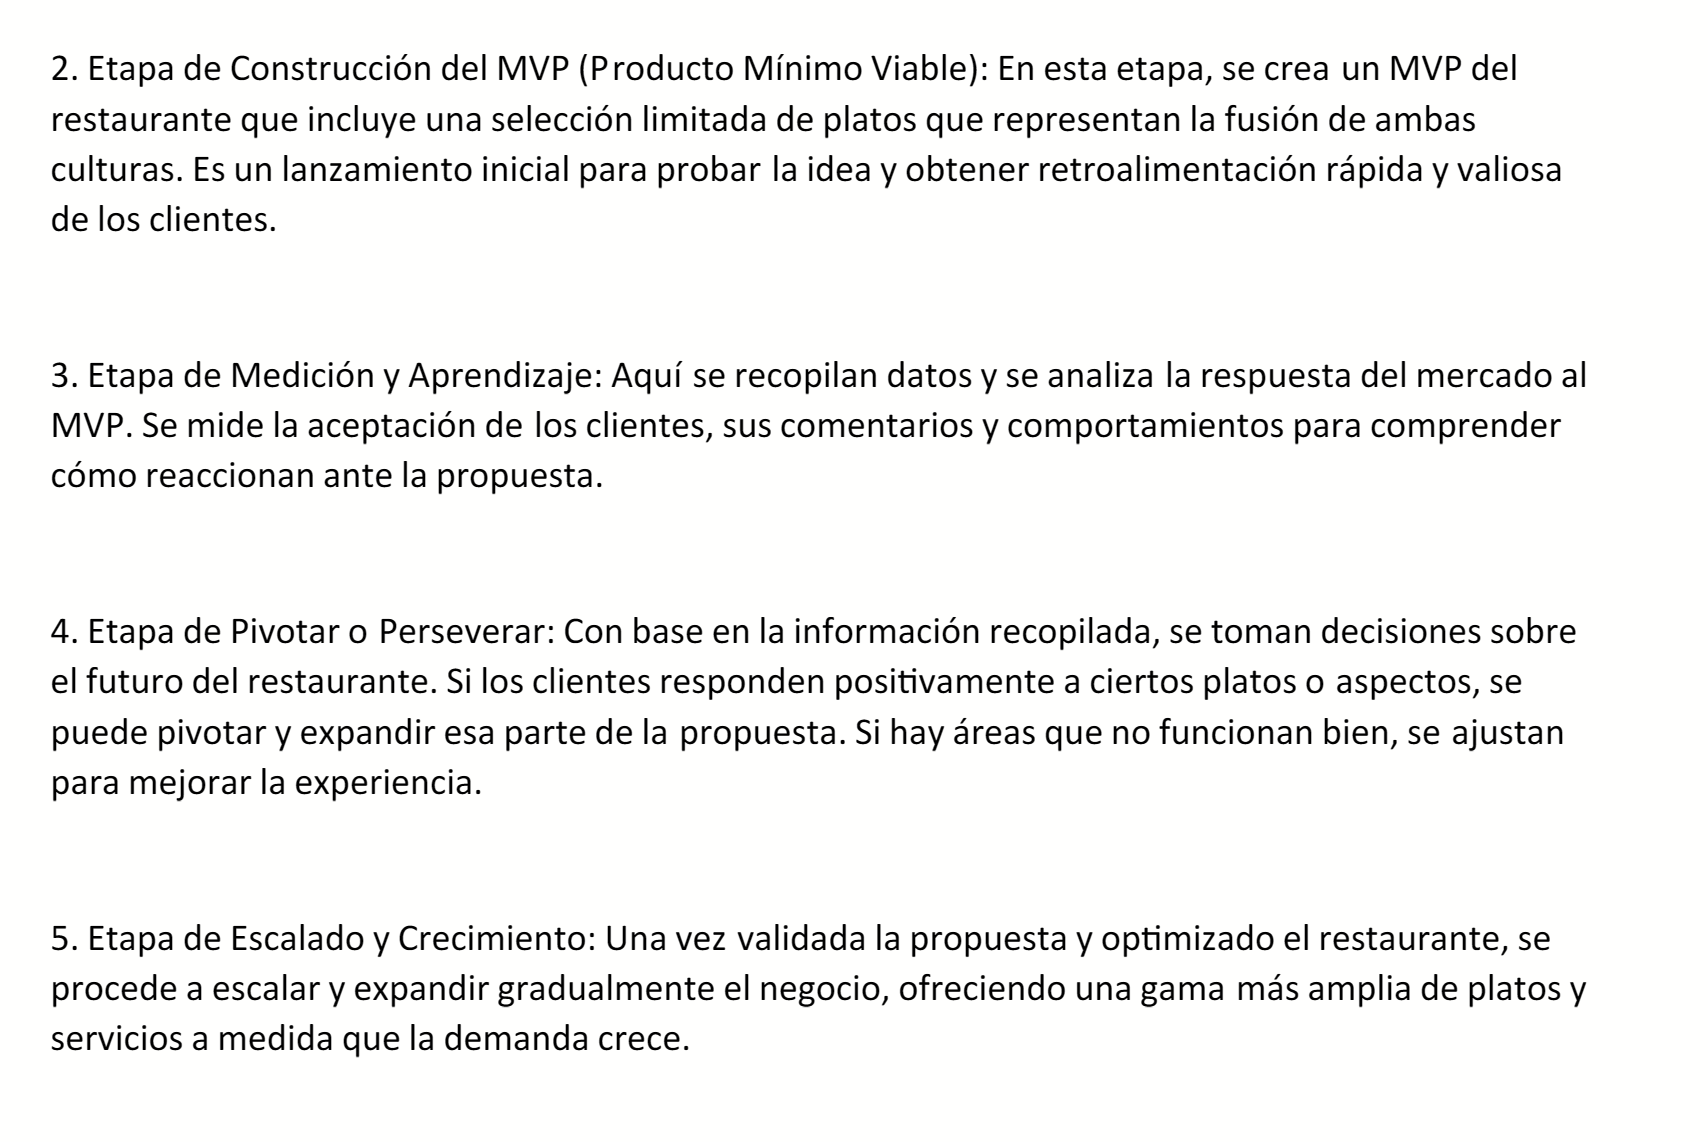 2. Etapa de Construcción del MVP (Producto Mínimo Viable): En esta etapa, se crea un MVP del
restaurante que incluye una selección limitada de platos que representan la fusión de ambas
culturas. Es un lanzamiento inicial para probar la idea y obtener retroalimentación rápida y valiosa
de los clientes.
3. Etapa de Medición y Aprendizaje: Aquí se recopilan datos y se analiza la respuesta del mercado al
MVP. Se mide la aceptación de los clientes, sus comentarios y comportamientos para comprender
cómo reaccionan ante la propuesta.
4. Etapa de Pivotar o Perseverar: Con base en la información recopilada, se toman decisiones sobre
el futuro del restaurante. Si los clientes responden positivamente a ciertos platos o aspectos, se
puede pivotar y expandir esa parte de la propuesta. Si hay áreas que no funcionan bien, se ajustan
para mejorar la experiencia.
5. Etapa de Escalado y Crecimiento: Una vez validada la propuesta y optimizado el restaurante, se
procede a escalar y expandir gradualmente el negocio, ofreciendo una gama más amplia de platos y
servicios a medida que la demanda crece.